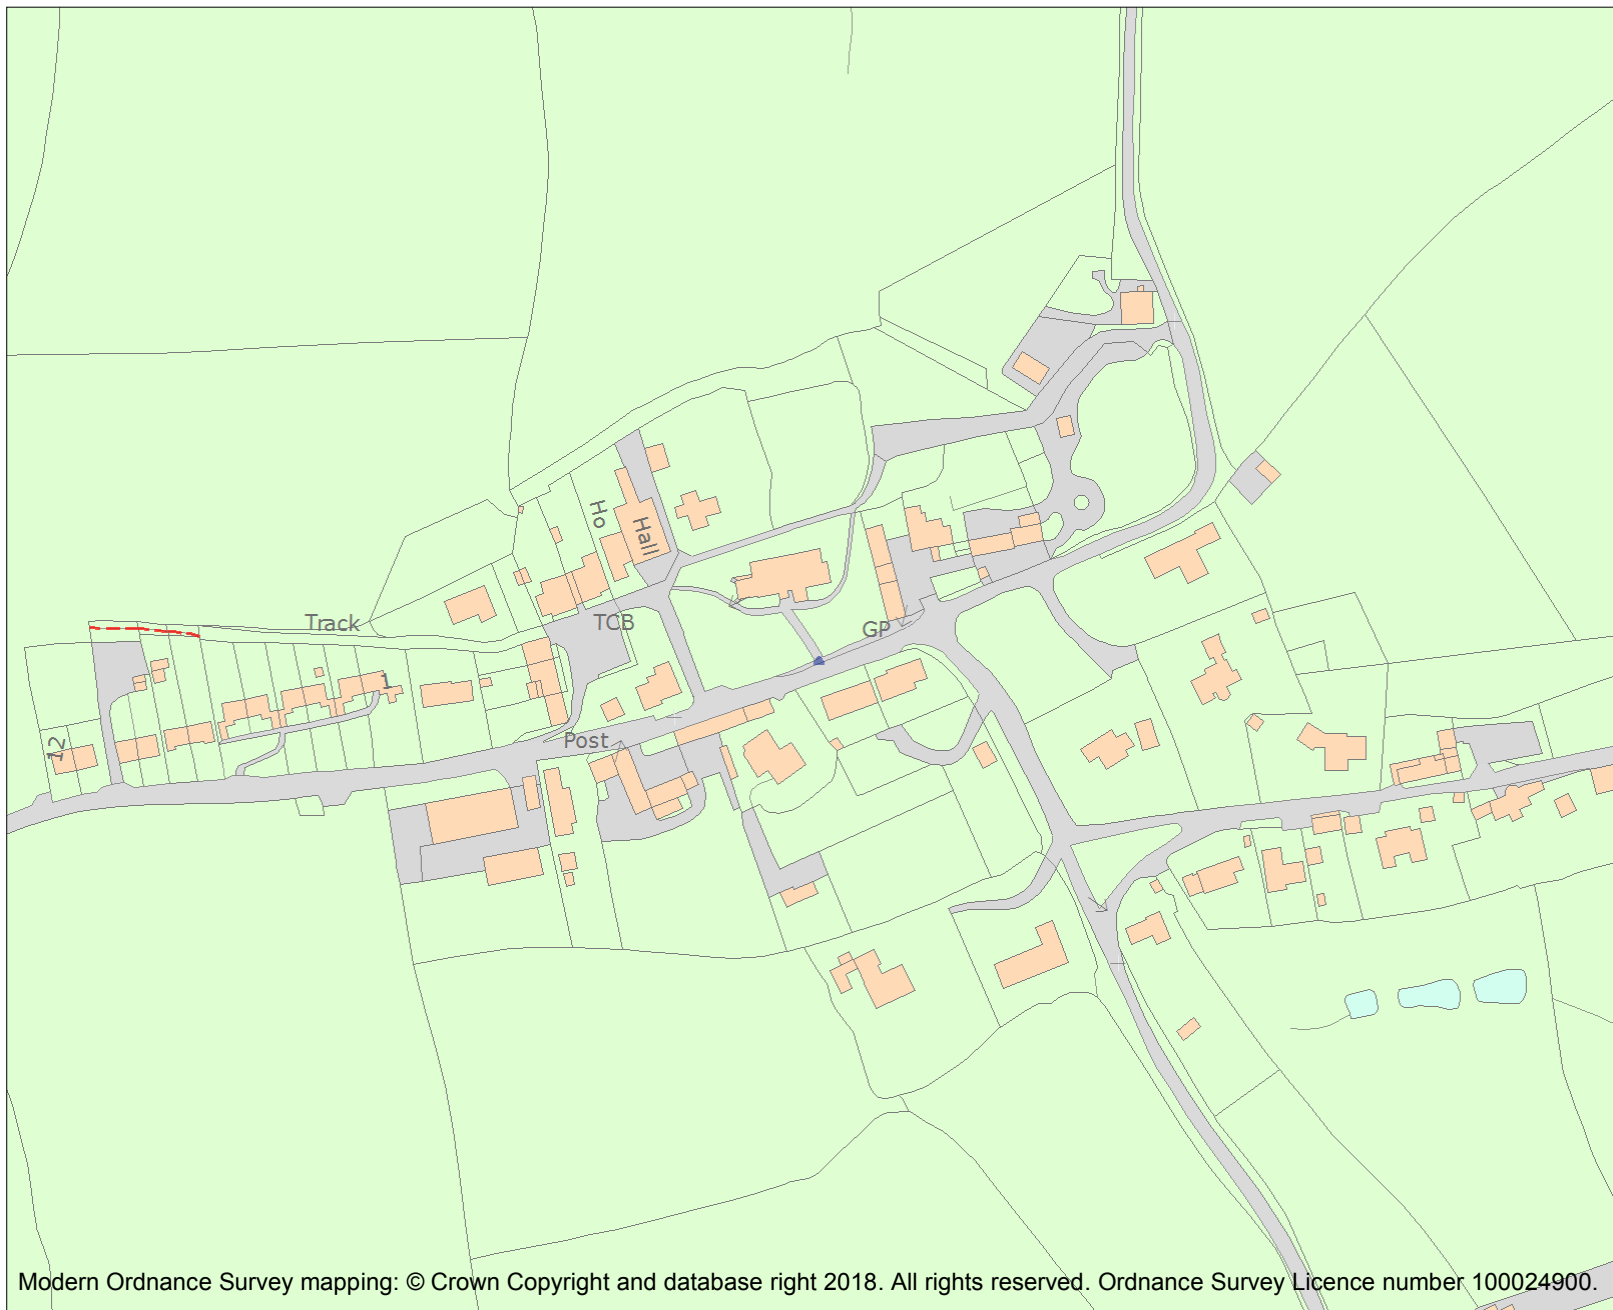 Ho
Hall
Track
TCB
GP
1
Post
12
Modern Ordnance Survey mapping: © Crown Copyright and database right 2018. All rights reserved. Ordnance Survey Licence number 100024900.